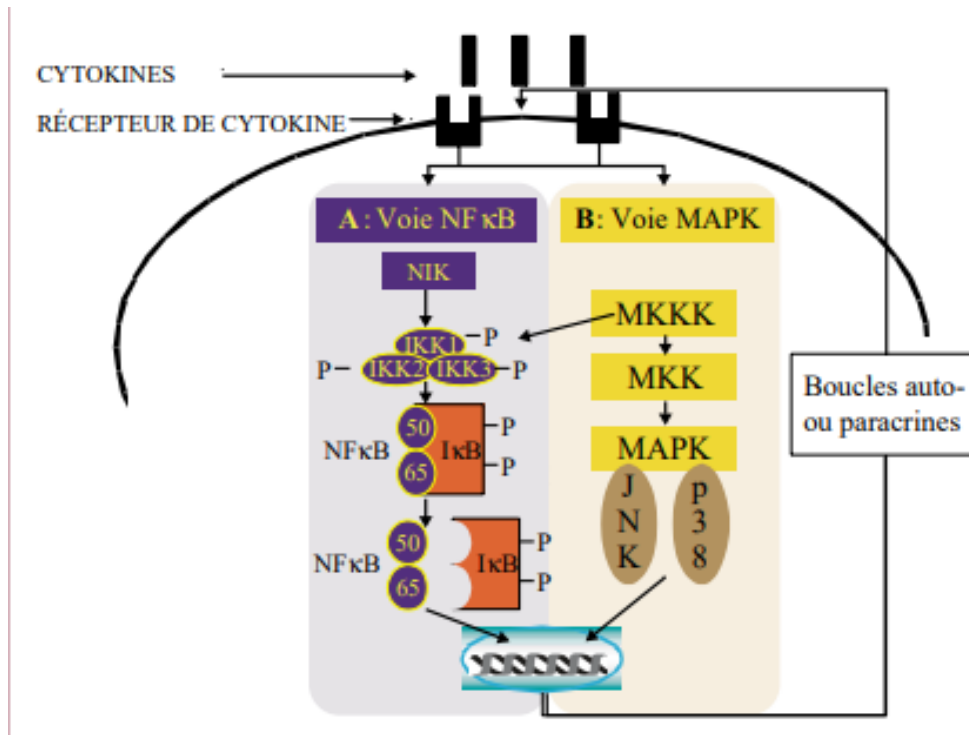 CYTOKINES
RÉCEPTEUR DE CYTOKINE
A : Voie NFκB
B: Voie MAPK
NIK
MKKK
IKK1
P
P
IKK2
IKK3
P
MKK
Boucles auto-
ou paracrines
50
P
NFκB
IκB
MAPK
65
P
J
N
K
p
3
8
50
P
NFκB
IκB
65
P